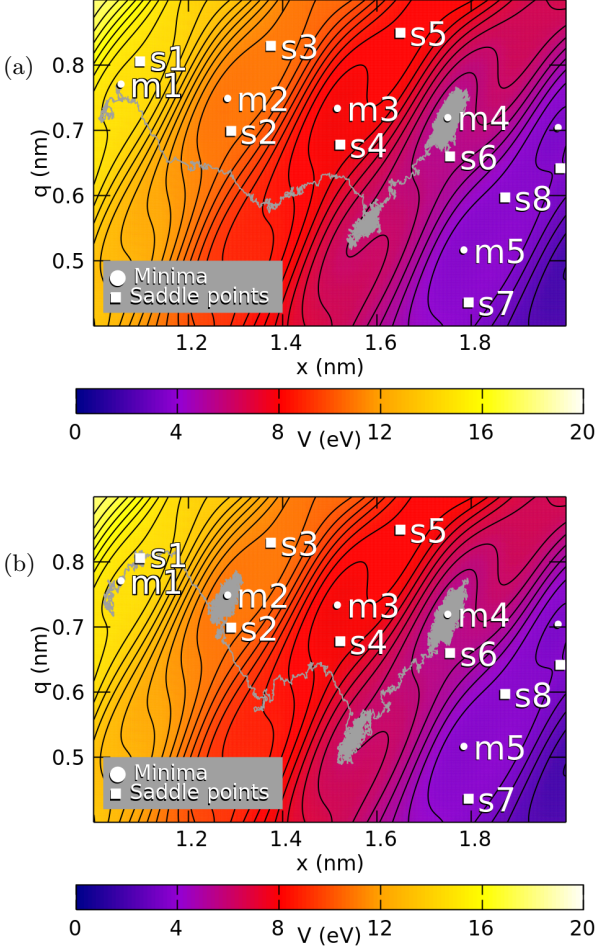 (a)
0.8
0.7
0.6
0.5
q (nm)
s1
m1
s3
s5
m2
s2
m3
s4
m4
s6
s8
m5
s7
Minima
Saddle points
1.2 1.4 1.6 1.8
x (nm)
0 4 8 12 16 20
V (eV)
(b)
0.8
0.7
0.6
0.5
q (nm)
s1
m1
s3
s5
m2
s2
m3
s4
m4
s6
s8
m5
s7
Minima
Saddle points
1.2 1.4 1.6 1.8
x (nm)
0 4 8 12 16 20
V (eV)